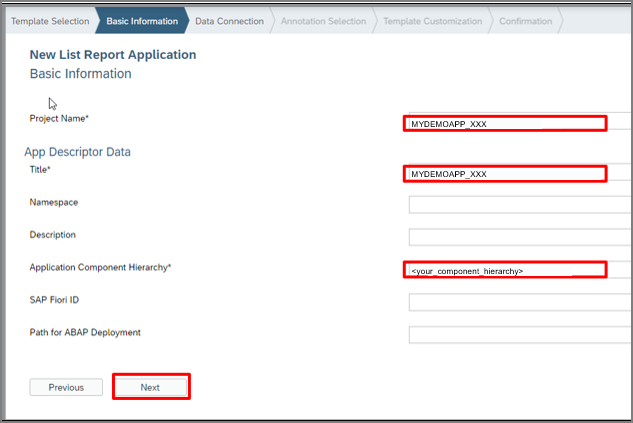 Template Selection Basic Information Data Connection Annotation Selection Template Customization Confirmation
New List Report Application
Basic Information
Project Name* MYDEMOAPP_XXX
App Descriptor Data
Title* MYDEMOAPP_XXX
Namespace
Description
Application Component Hierarchy* <your_component_hierarchy>
SAP Fiori ID
Path for ABAP Deployment
Previous Next